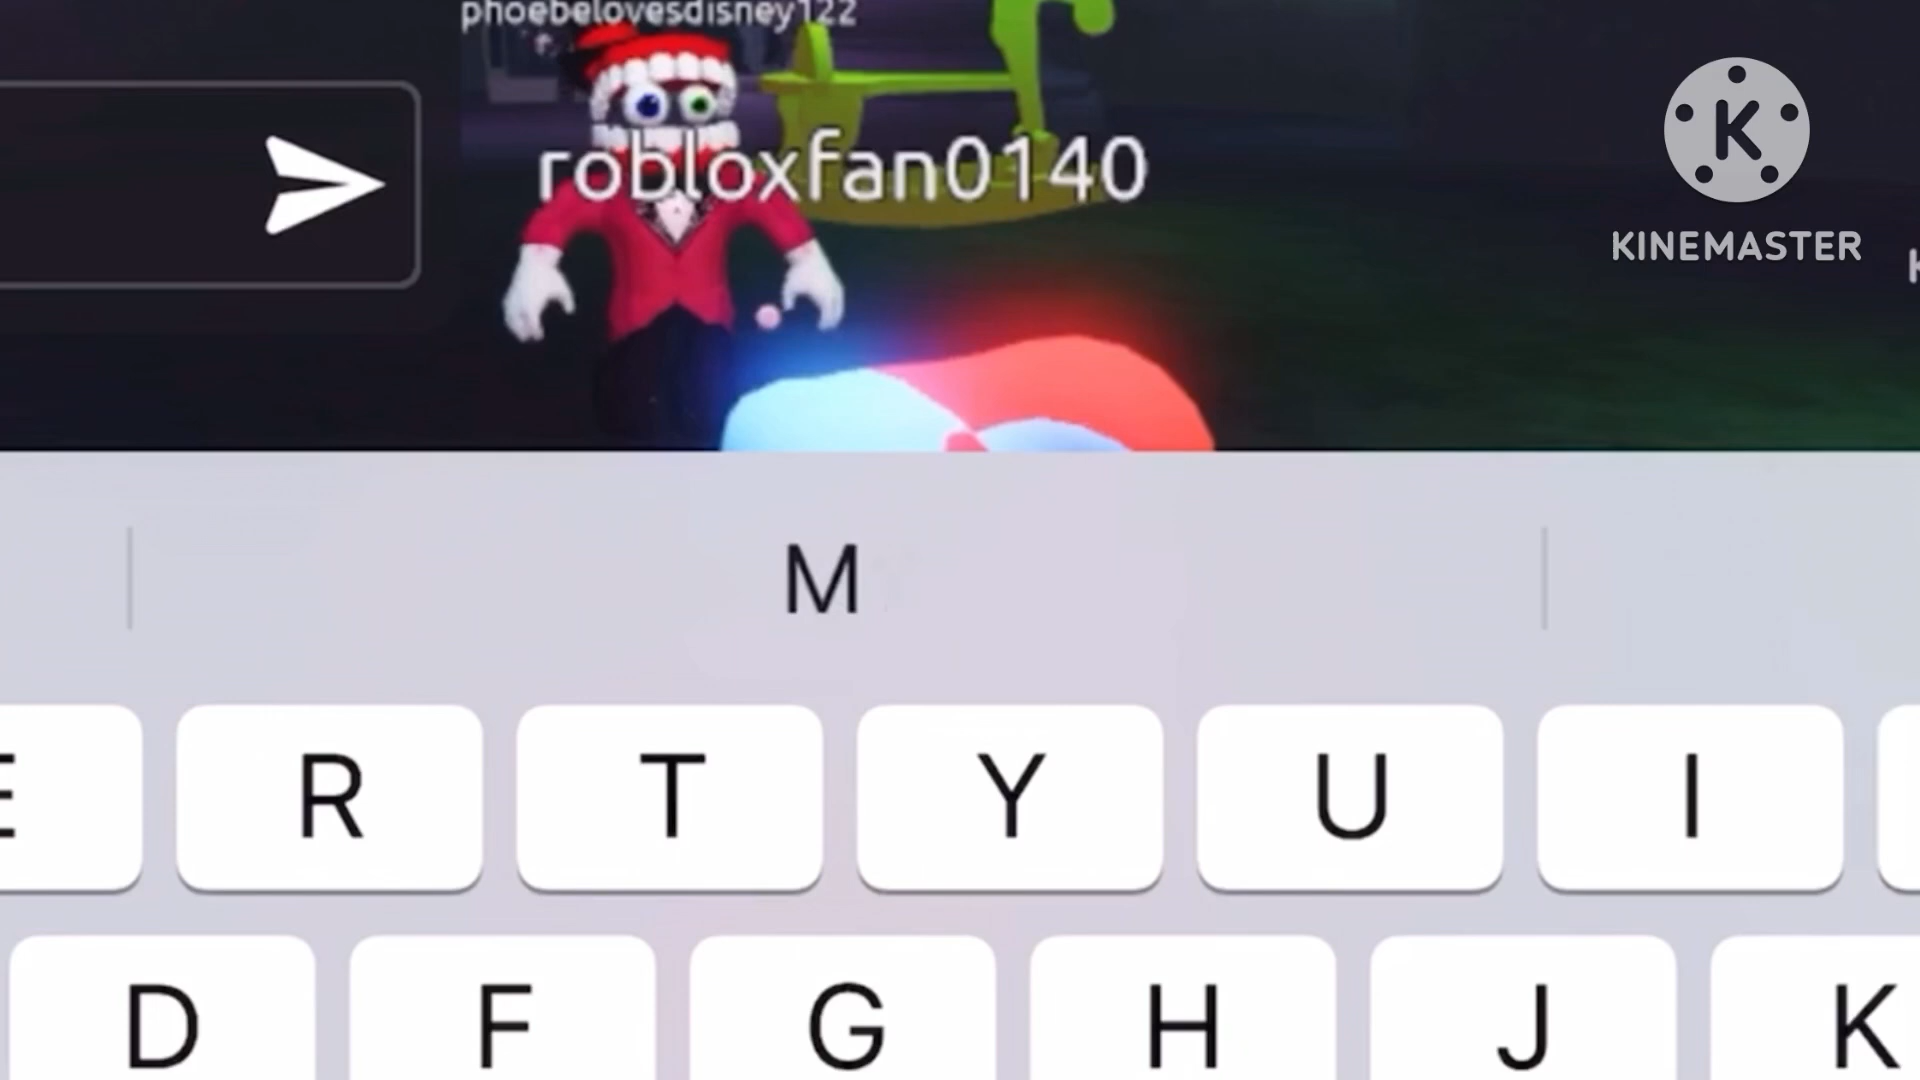 phoebelovesdisney122
robloxfan0140
K
KINEMASTER
M
E R T Y U I
D F G H J K